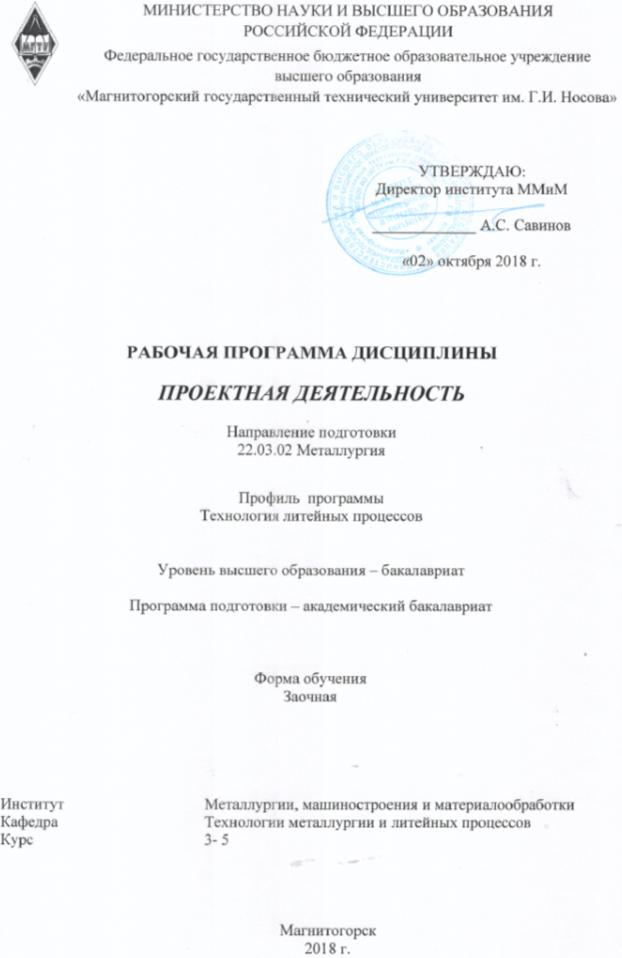 МИНИСТЕРСТВО НАУКИ И ВЫСШЕГО ОБРАЗОВАНИЯ
РОССИЙСКОЙ ФЕДЕРАЦИИ
Федеральное государственное бюджетное образовательное учреждение
высшего образования
«Магнитогорский государственный технический университет им. Г.И. Носова»
УТВЕРЖДАЮ:
Директор института ММиМ
А.С. Савинов
«02» октября 2018 г.
РАБОЧАЯ ПРОГРАММА ДИСЦИПЛИНЫ
ПРОЕКТНАЯ ДЕЯТЕЛЬНОСТЬ
Направление подготовки
22.03.02 Металлургия
Профиль программы
Технология литейных процессов
Уровень высшего образования – бакалавриат
Программа подготовки – академический бакалавриат
Форма обучения
Заочная
Институт Металлургии, машиностроения и материалообработки
Кафедра Технологии металлургии и литейных процессов
Курс 3- 5
Магнитогорск
2018 г.